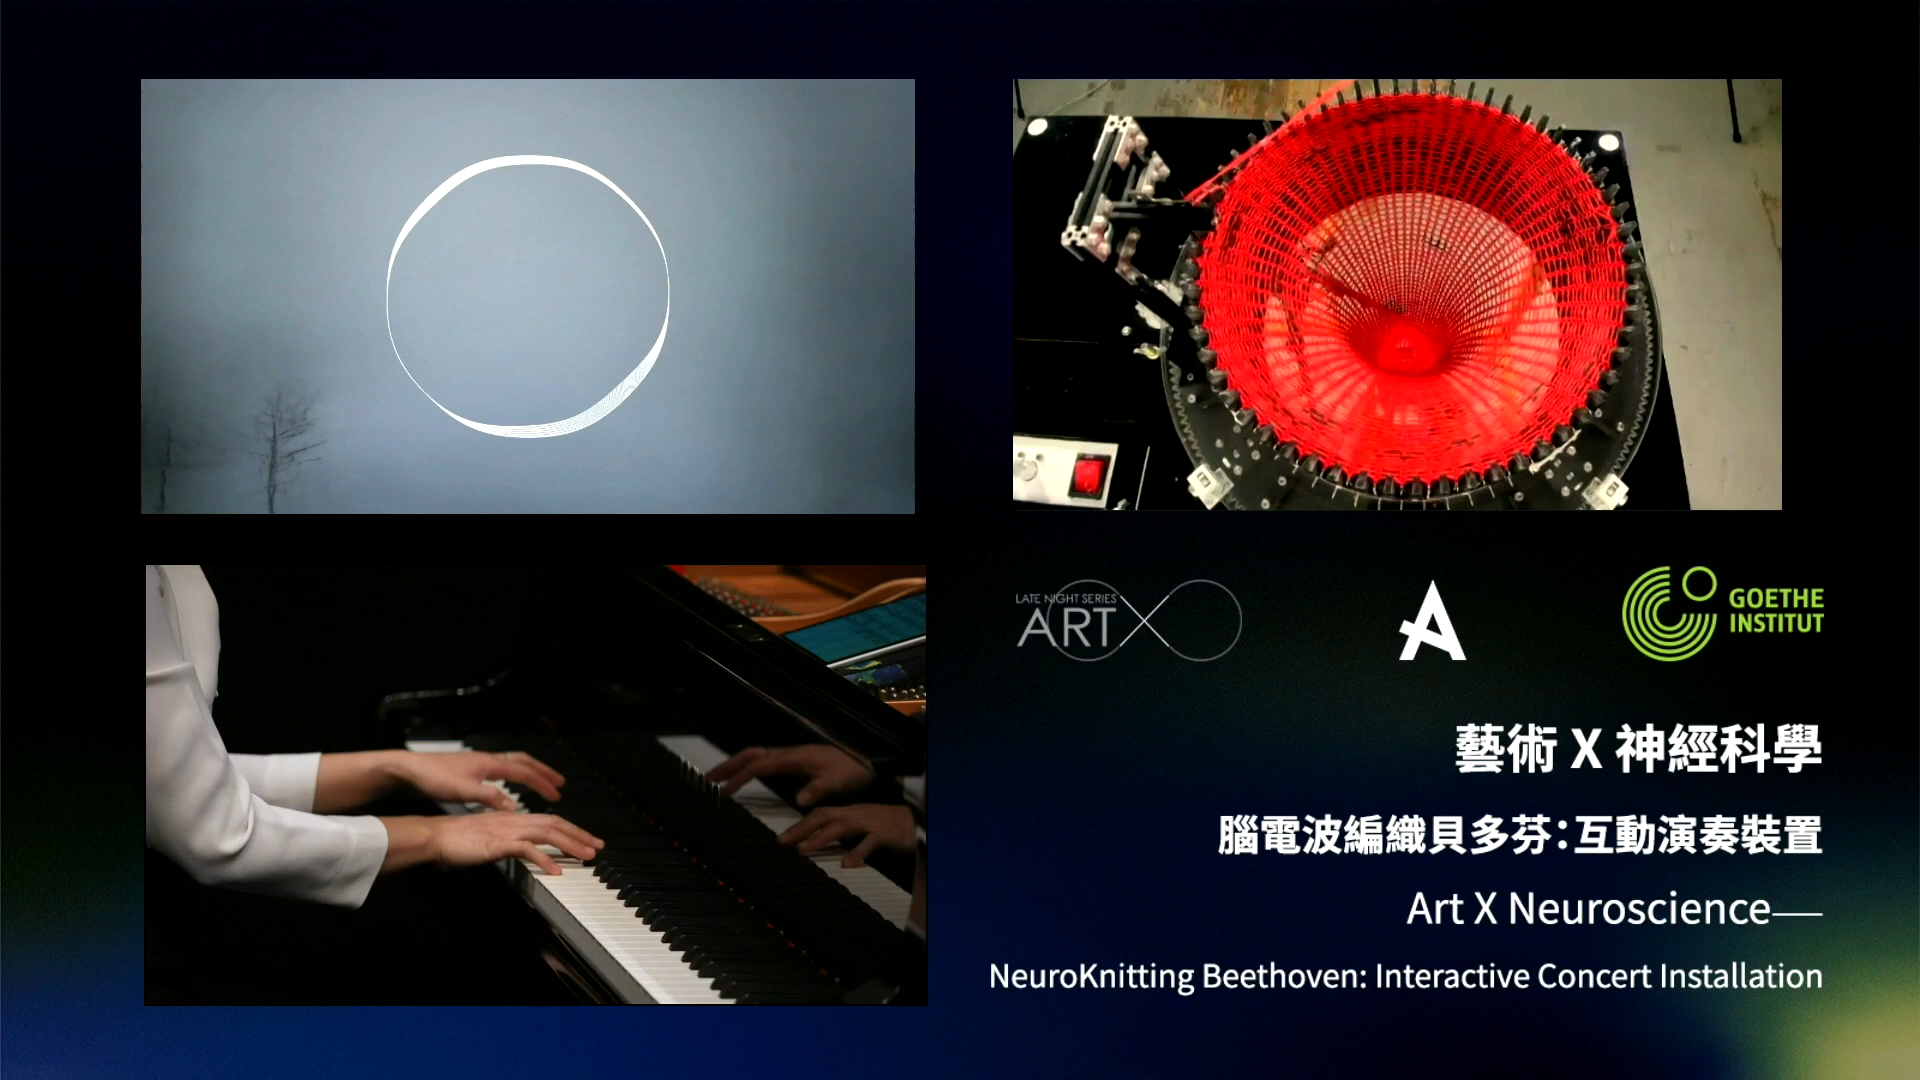 LATE NIGHT SERIES
ART
A
GOETHE
INSTITUT
藝術 X 神經科學
腦電波編織貝多芬：互動演奏裝置
Art X Neuroscience——
NeuroKnitting Beethoven: Interactive Concert Installation